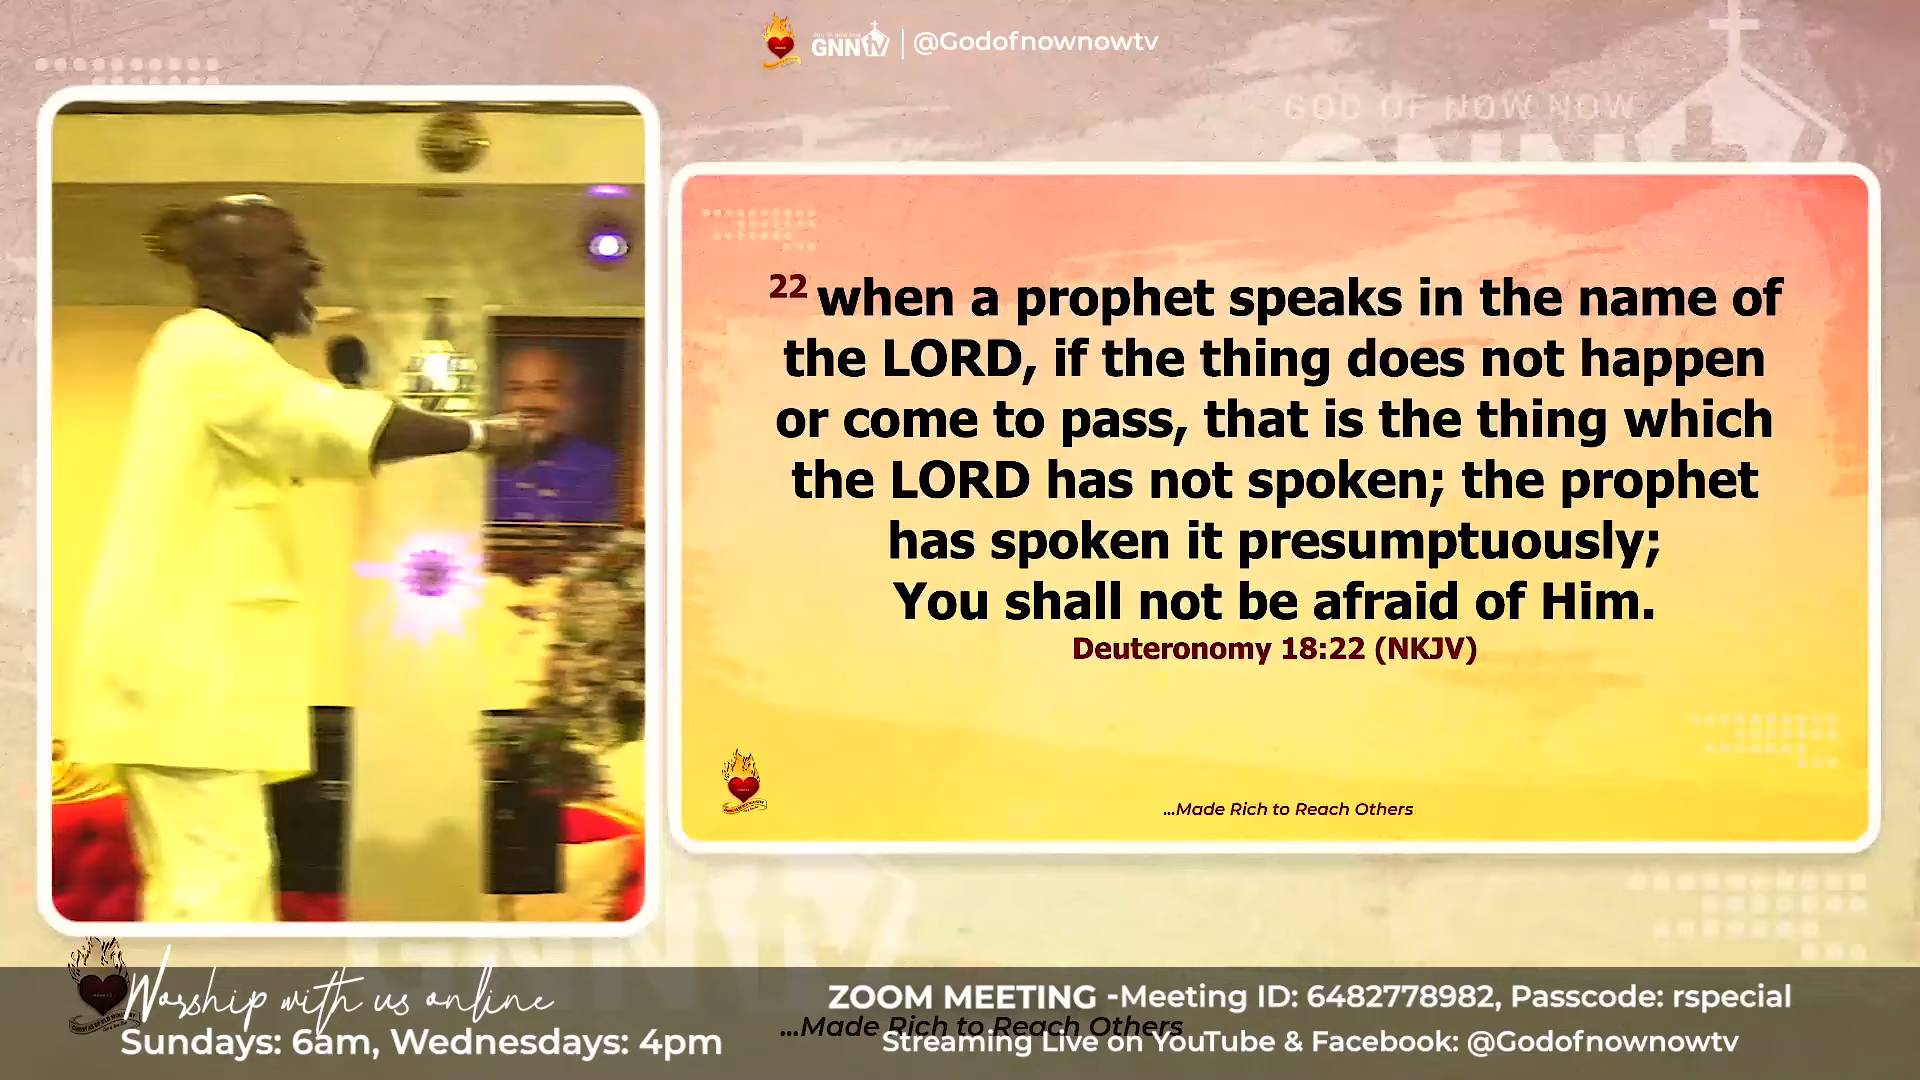 GNNTV | @Godofnownowtv
GOD OF NOW NOW
GNNTV
22 when a prophet speaks in the name of
the LORD, if the thing does not happen
or come to pass, that is the thing which
the LORD has not spoken; the prophet
has spoken it presumptuously;
You shall not be afraid of Him.
Deuteronomy 18:22 (NKJV)
...Made Rich to Reach Others
GNNTV
Worship with us online
Sundays: 6am, Wednesdays: 4pm
ZOOM MEETING -Meeting ID: 6482778982, Passcode: rspecial
...Made Rich to Reach Others
Streaming Live on YouTube & Facebook: @Godofnownowtv